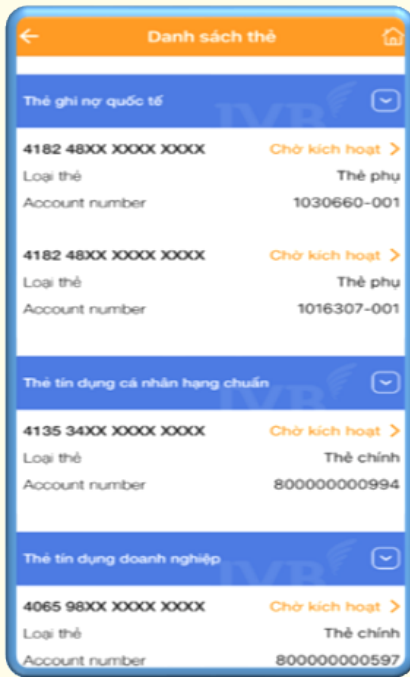 Danh sách thẻ
Thẻ ghi nợ quốc tế
IVB
4182 48XX XXXX XXXX Chờ kích hoạt >
Loại thẻ Thẻ phụ
Account number 1030660-001
4182 48XX XXXX XXXX Chờ kích hoạt >
Loại thẻ Thẻ phụ
Account number 1016307-001
Thẻ tín dụng cá nhân hạng chuẩn
IVB
4135 34XX XXXX XXXX Chờ kích hoạt >
Loại thẻ Thẻ chính
Account number 800000000994
Thẻ tín dụng doanh nghiệp
IVB
4065 98XX XXXX XXXX Chờ kích hoạt >
Loại thẻ Thẻ chính
Account number 800000000597